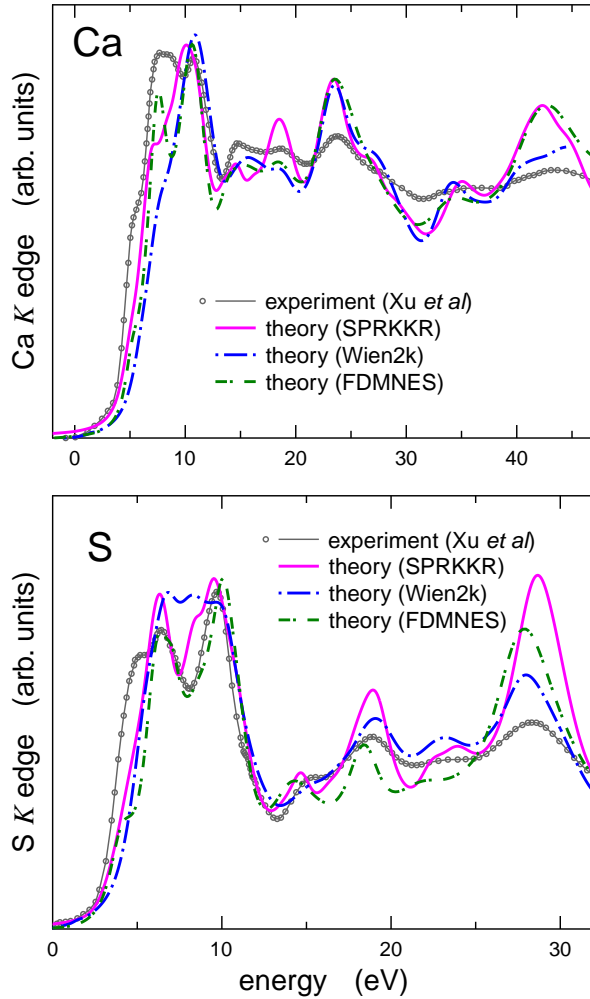 Ca
Ca K edge (arb. units)
experiment (Xu et al)
theory (SPRKKR)
theory (Wien2k)
theory (FDMNES)
0 10 20 30 40
S
S K edge (arb. units)
experiment (Xu et al)
theory (SPRKKR)
theory (Wien2k)
theory (FDMNES)
0 10 20 30
energy (eV)